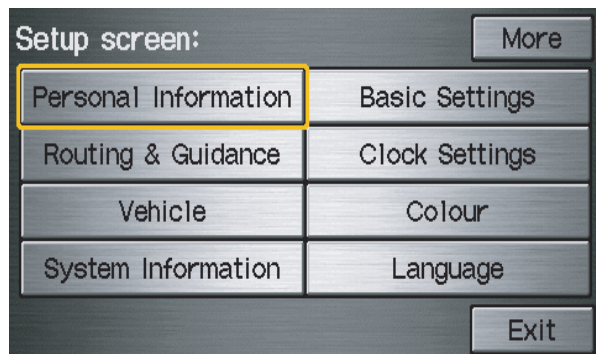 Setup screen: More
Personal Information Basic Settings
Routing & Guidance Clock Settings
Vehicle Colour
System Information Language
Exit